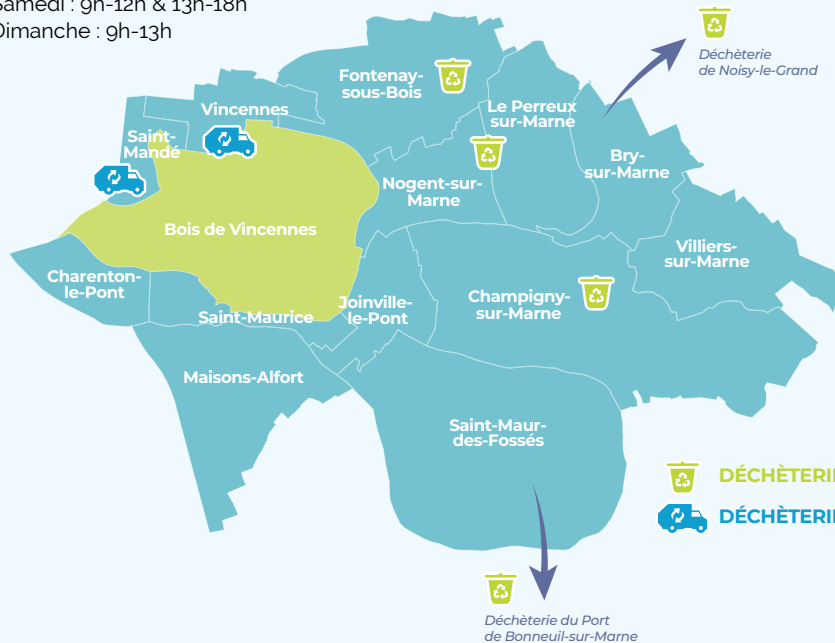 Samedi : 9h-12h & 13h-18h
Dimanche : 9h-13h
Déchèterie
de Noisy-le-Grand
Fontenay-
sous-Bois
Vincennes
Le Perreux
sur-Marne
Saint-
Mandé
Bry-
sur-Marne
Nogent-sur-
Marne
Bois de Vincennes
Villiers-
sur-Marne
Charenton-
le-Pont
Saint-Maurice
Joinville-
le-Pont
Champigny-
sur-Marne
Maisons-Alfort
Saint-Maur-
des-Fossés
DÉCHÈTERIE
DÉCHÈTERIE
Déchèterie du Port
de Bonneuil-sur-Marne